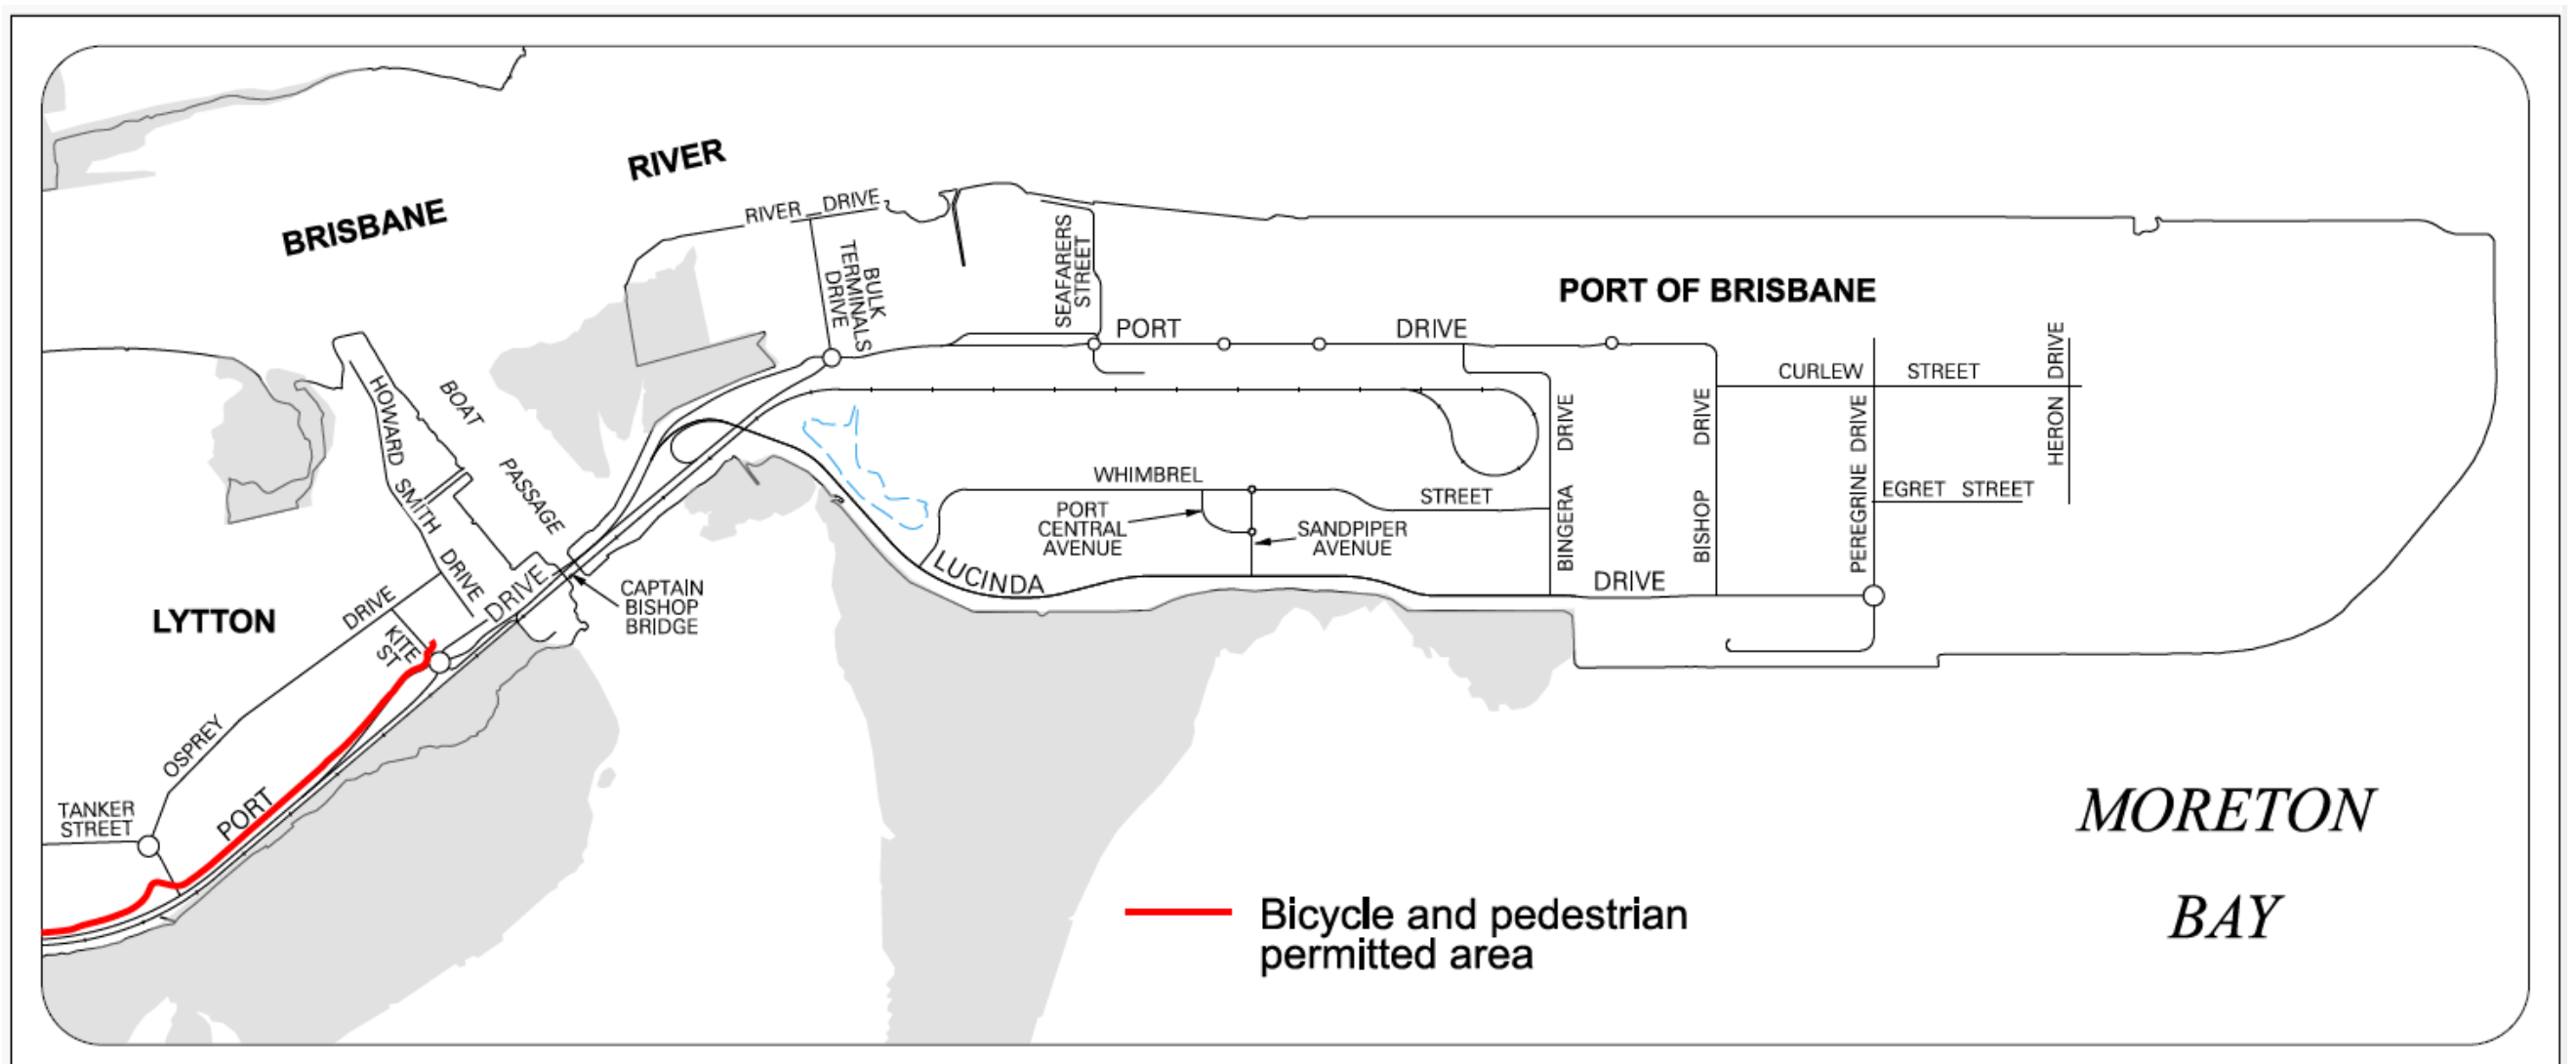 RIVER
BRISBANE
RIVER DRIVE
BULK
TERMINALS
DRIVE
SEAFARERS
STREET
PORT OF BRISBANE
PORT DRIVE
HOWARD SMITH DRIVE
BOAT PASSAGE
CURLEW STREET
HERON DRIVE
PEREGRINE DRIVE
EGRET STREET
BISHOP DRIVE
BINGERA DRIVE
WHIMBREL STREET
PORT
CENTRAL
AVENUE
SANDPIPER
AVENUE
LUCINDA DRIVE
CAPTAIN
BISHOP
BRIDGE
LYTTON
OSPREY DRIVE
KITE
ST
PORT DRIVE
TANKER
STREET
MORETON
BAY
Bicycle and pedestrian
permitted area